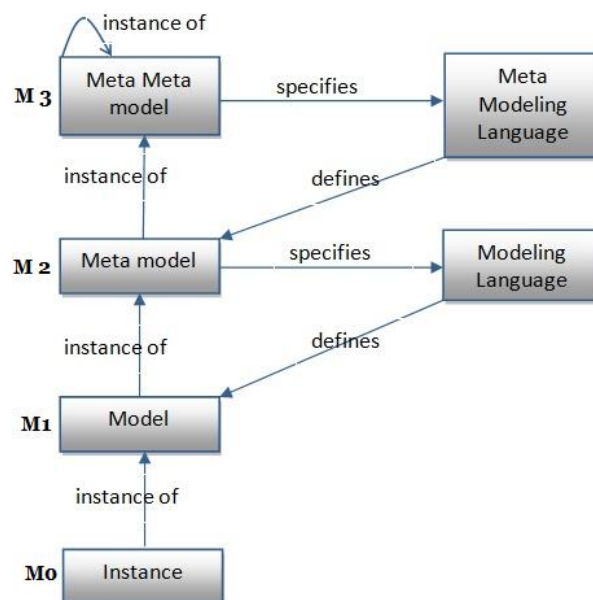 instance of
M 3
Meta Meta
model
specifies
Meta
Modeling
Language
instance of
defines
M 2
Meta model
specifies
Modeling
Language
instance of
defines
M1
Model
instance of
M0
Instance